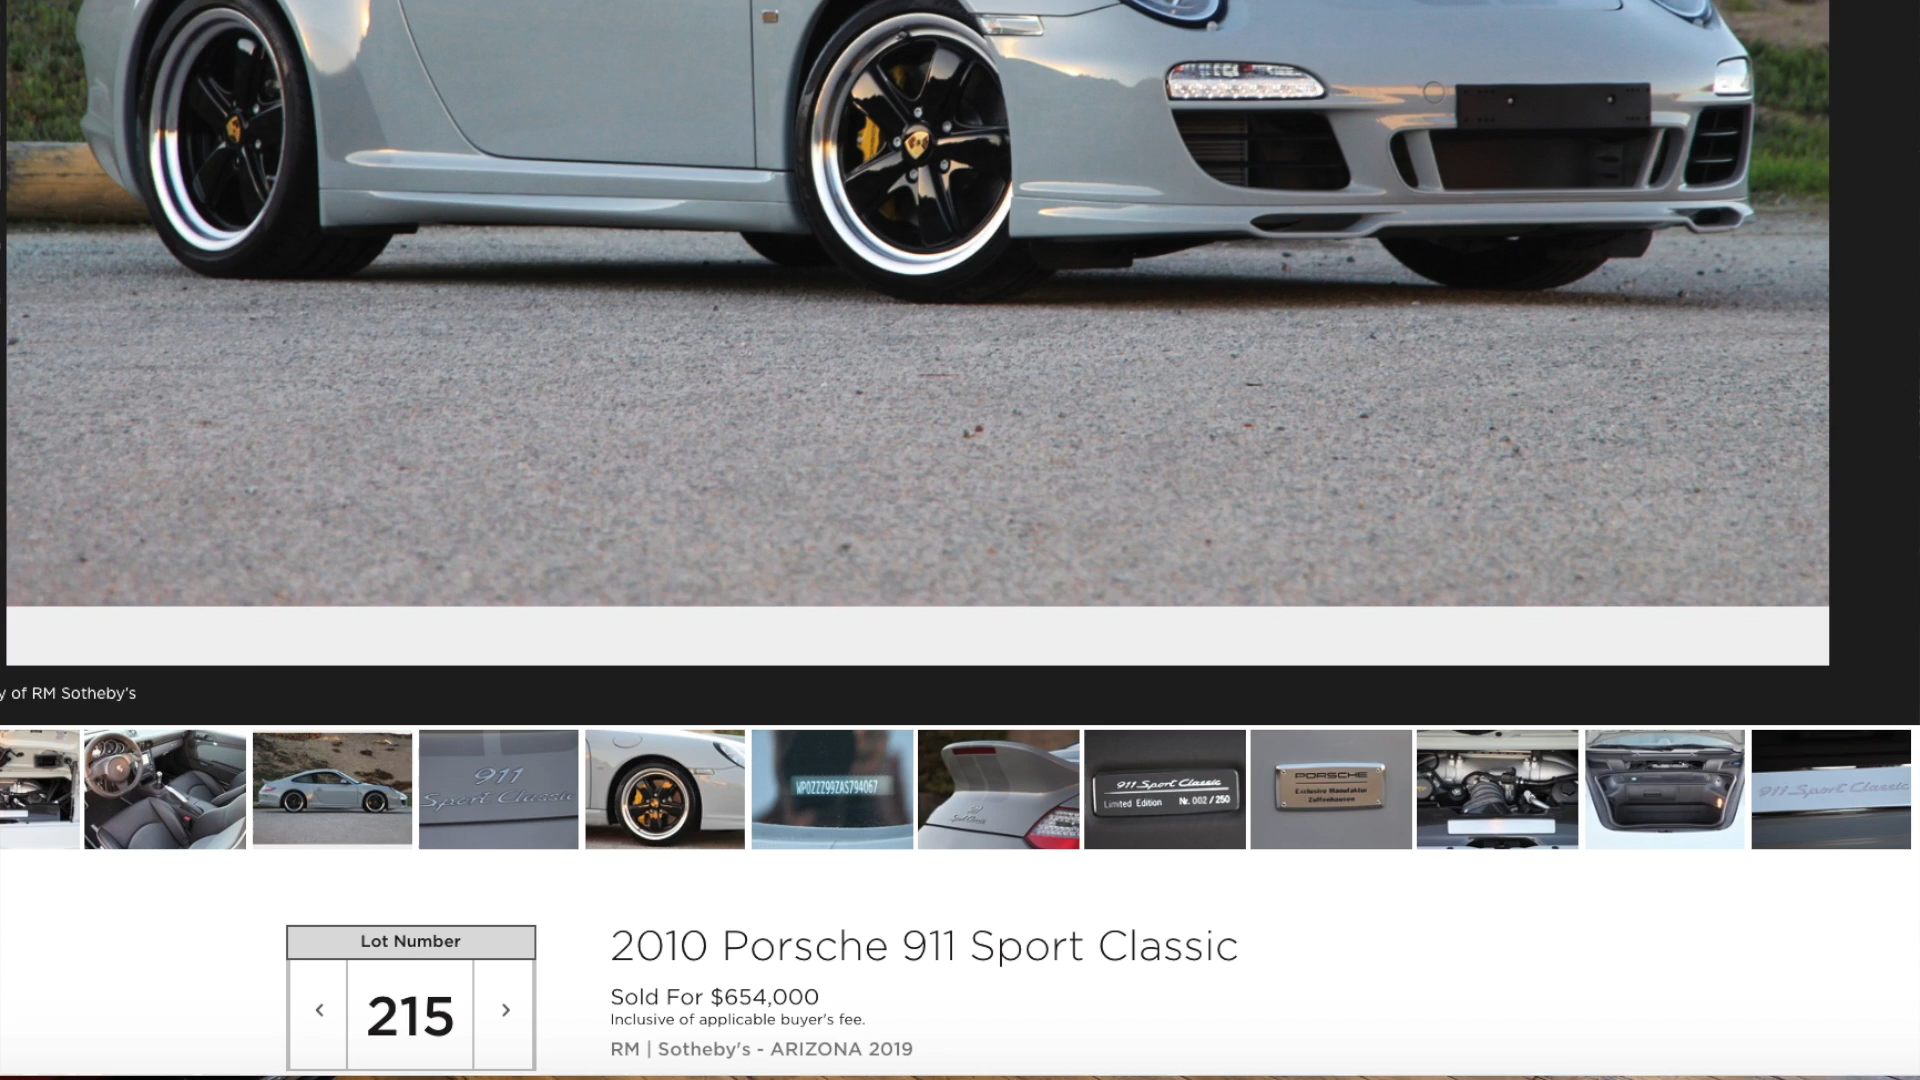 y of RM Sotheby's
911
Sport Classic
WP0ZZZ99ZAS794067
Sport Classic
911 Sport Classic
Limited Edition Nr. 002 / 250
PORSCHE
Exclusive Manufaktur
Zuffenhausen
911 Sport Classic
Lot Number
215
2010 Porsche 911 Sport Classic
Sold For $654,000
Inclusive of applicable buyer's fee.
RM | Sotheby's - ARIZONA 2019